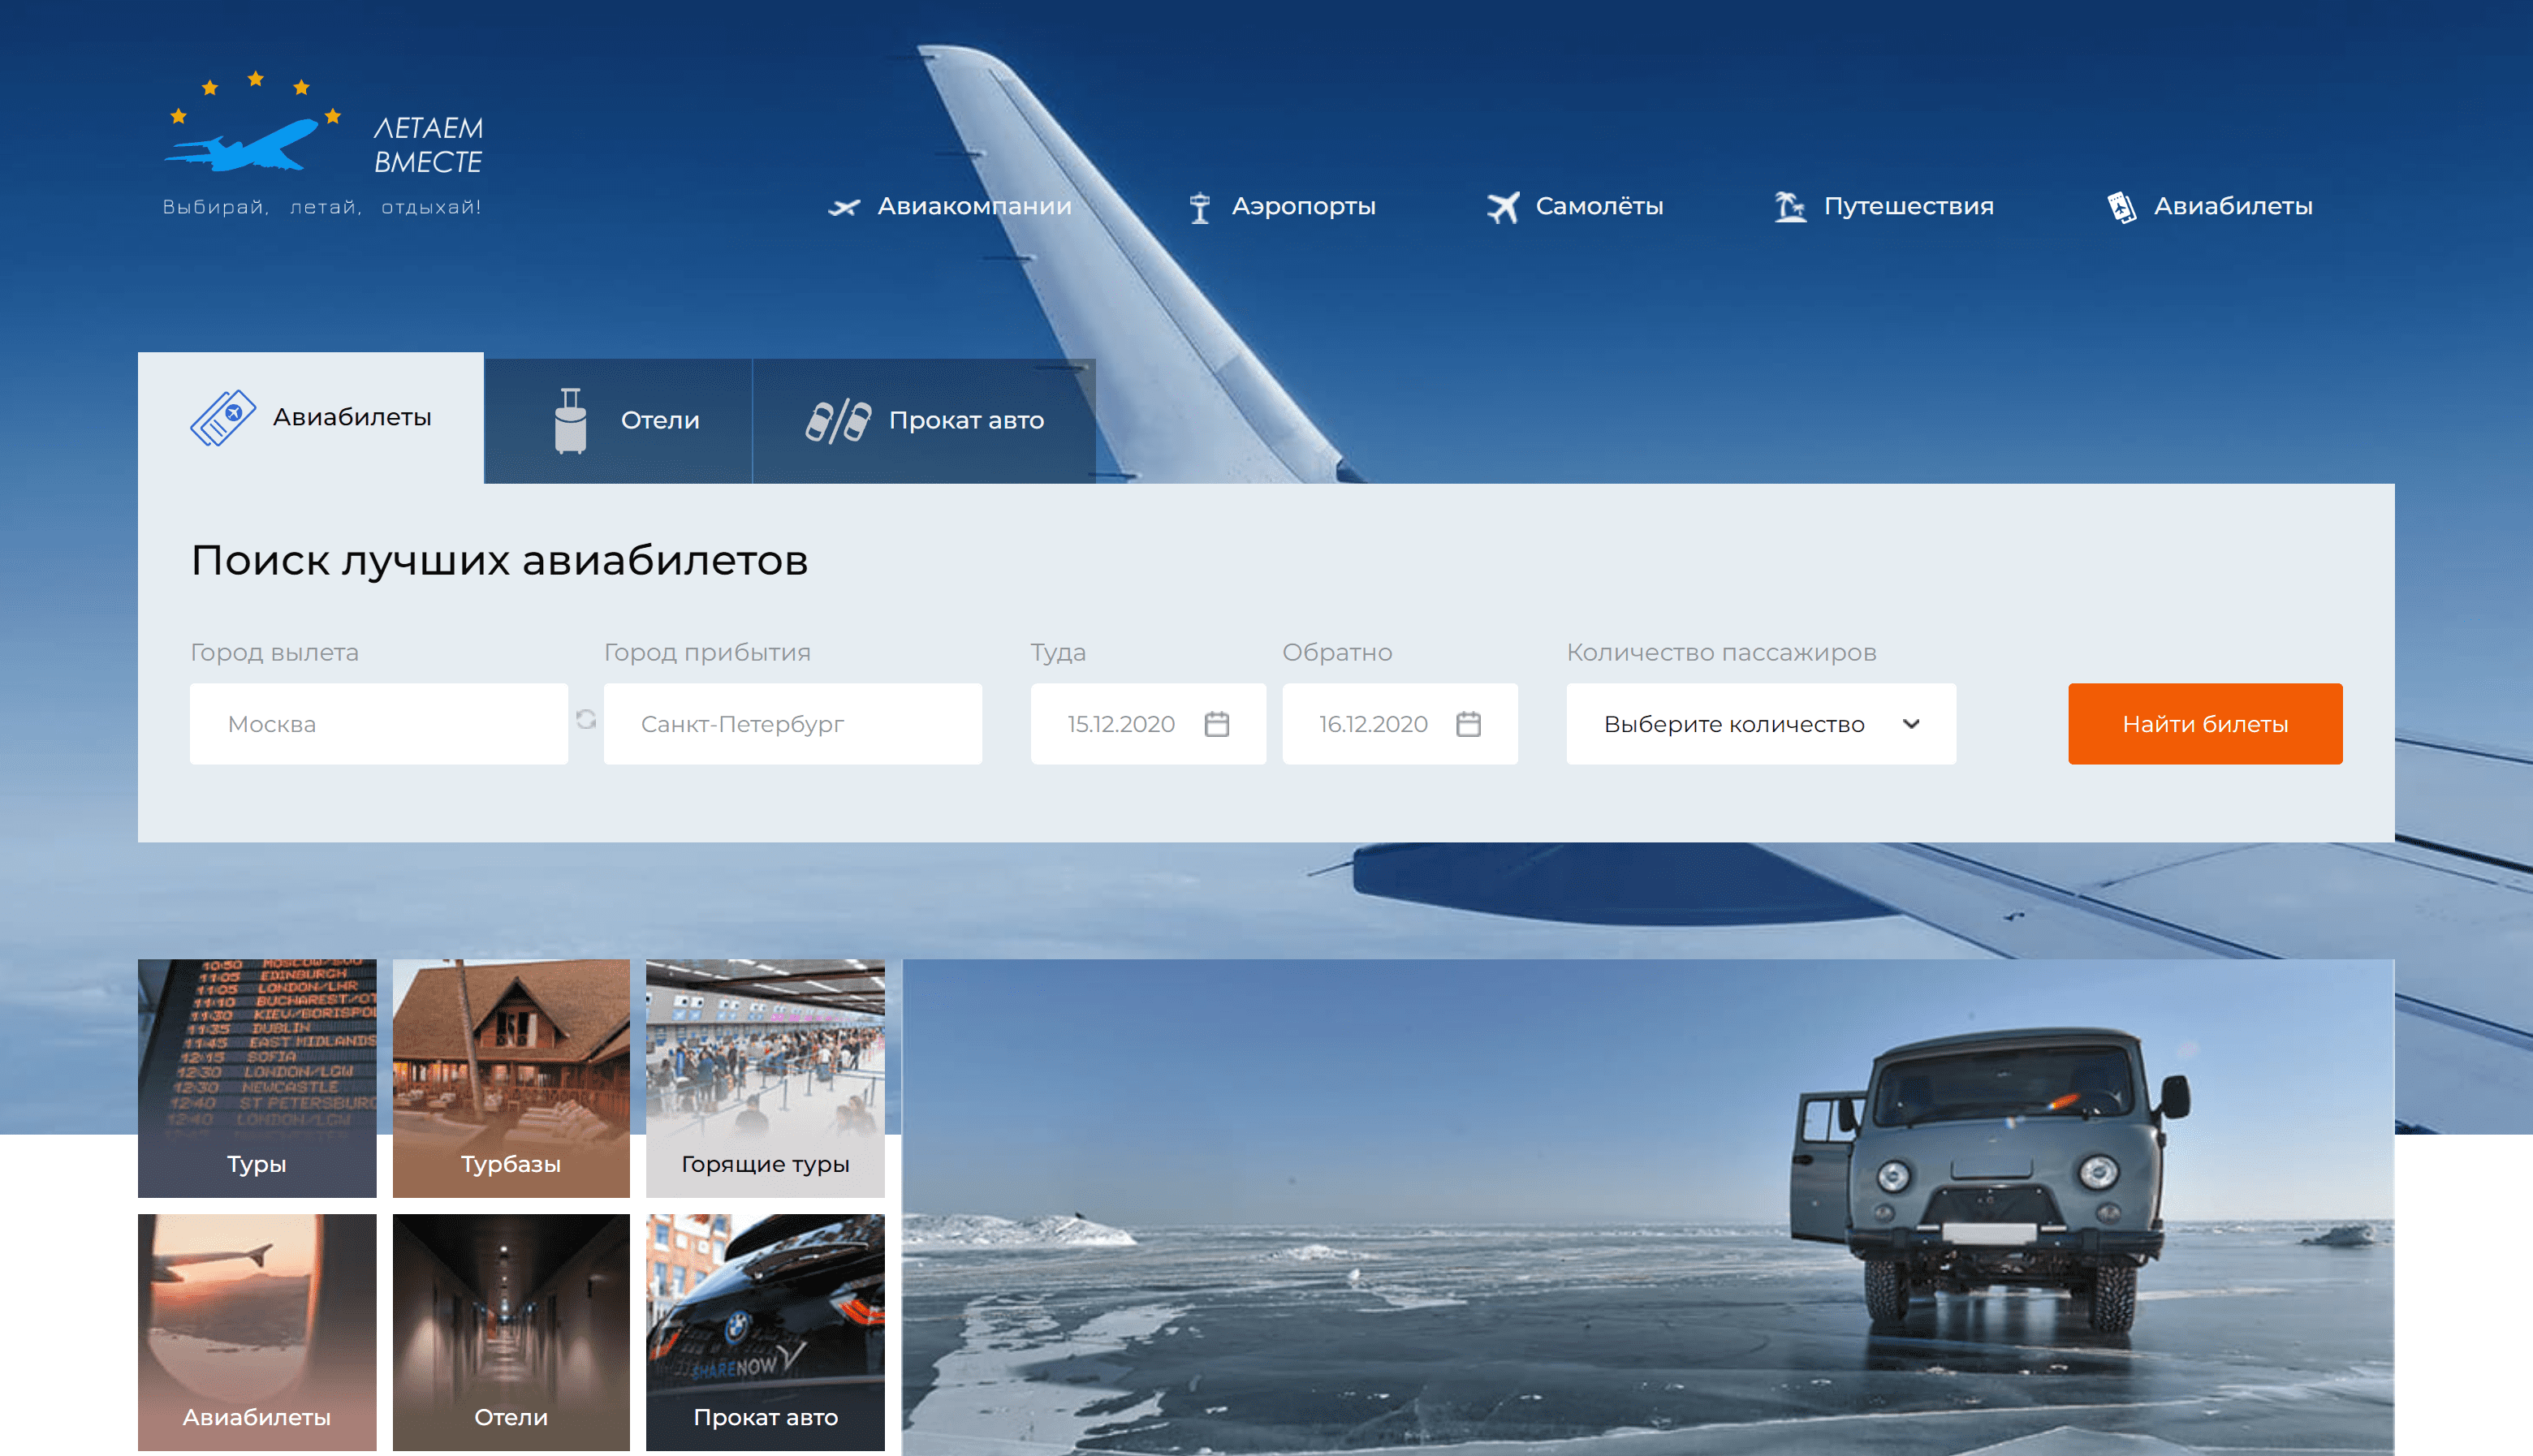 ЛЕТАЕМ
ВМЕСТЕ
Выбирай, летай, отдыхай!
Авиакомпании
Аэропорты
Самолёты
Путешествия
Авиабилеты
Авиабилеты
Отели
Прокат авто
Поиск лучших авиабилетов
Город вылета
Город прибытия
Туда
Обратно
Количество пассажиров
Москва
Санкт-Петербург
15.12.2020
16.12.2020
Выберите количество
Найти билеты
10:50 MOSCOW/SVO
11:05 EDINBURGH
11:05 LONDON/LHR
11:10 BUCHAREST/OT
11:30 KIEV/BORISPOL
11:35 DUBLIN
11:45 EAST MIDLANDS
12:15 SOFIA
12:30 LONDON/LGW
12:30 NEWCASTLE
12:40 ST PETERSBURG
12:40 LONDON/LGW
Туры
Турбазы
Горящие туры
SHARE NOW
Авиабилеты
Отели
Прокат авто